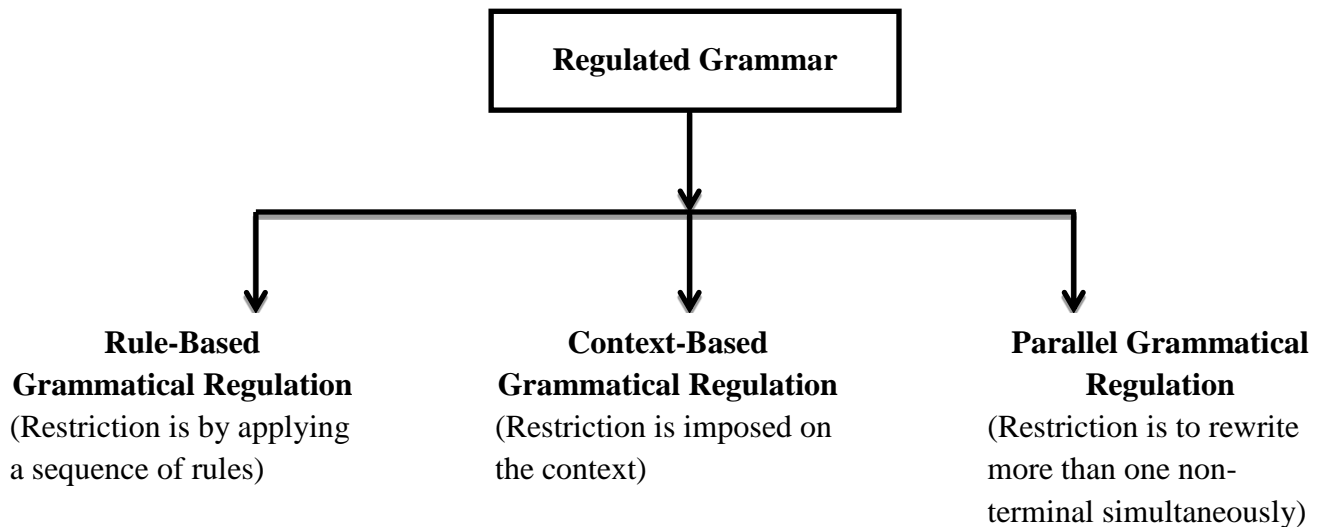 Regulated Grammar
Rule-Based
Grammatical Regulation
(Restriction is by applying
a sequence of rules)
Context-Based
Grammatical Regulation
(Restriction is imposed on
the context)
Parallel Grammatical
Regulation
(Restriction is to rewrite
more than one non-
terminal simultaneously)